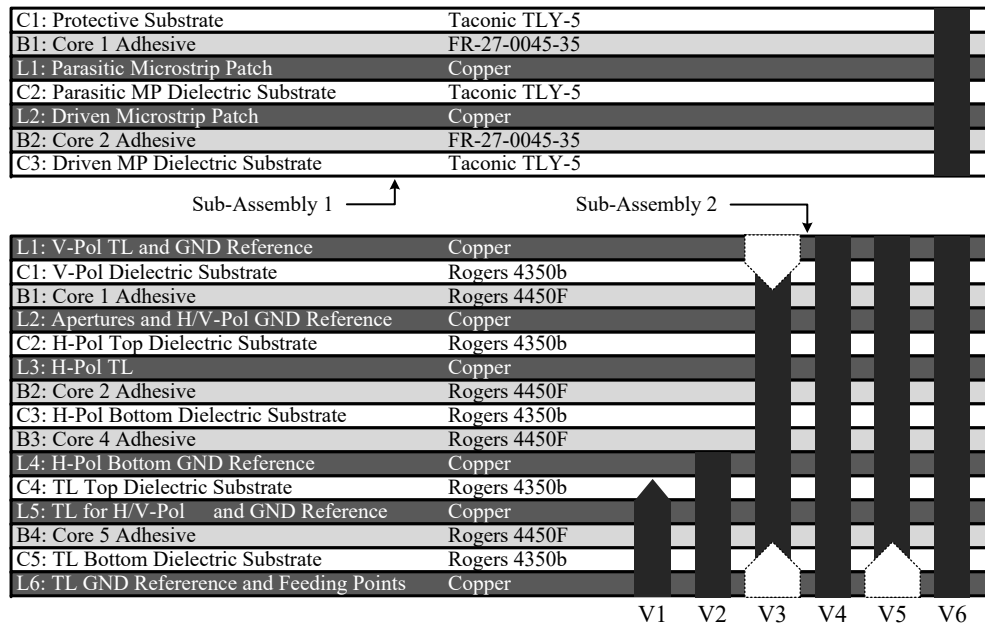 C1: Protective Substrate Taconic TLY-5
B1: Core 1 Adhesive FR-27-0045-35
L1: Parasitic Microstrip Patch Copper
C2: Parasitic MP Dielectric Substrate Taconic TLY-5
L2: Driven Microstrip Patch Copper
B2: Core 2 Adhesive FR-27-0045-35
C3: Driven MP Dielectric Substrate Taconic TLY-5
Sub-Assembly 1 Sub-Assembly 2
L1: V-Pol TL and GND Reference Copper
C1: V-Pol Dielectric Substrate Rogers 4350b
B1: Core 1 Adhesive Rogers 4450F
L2: Apertures and H/V-Pol GND Reference Copper
C2: H-Pol Top Dielectric Substrate Rogers 4350b
L3: H-Pol TL Copper
B2: Core 2 Adhesive Rogers 4450F
C3: H-Pol Bottom Dielectric Substrate Rogers 4350b
B3: Core 4 Adhesive Rogers 4450F
L4: H-Pol Bottom GND Reference Copper
C4: TL Top Dielectric Substrate Rogers 4350b
L5: TL for H/V-Pol and GND Reference Copper
B4: Core 5 Adhesive Rogers 4450F
C5: TL Bottom Dielectric Substrate Rogers 4350b
L6: TL GND Refererence and Feeding Points Copper
V1 V2 V3 V4 V5 V6